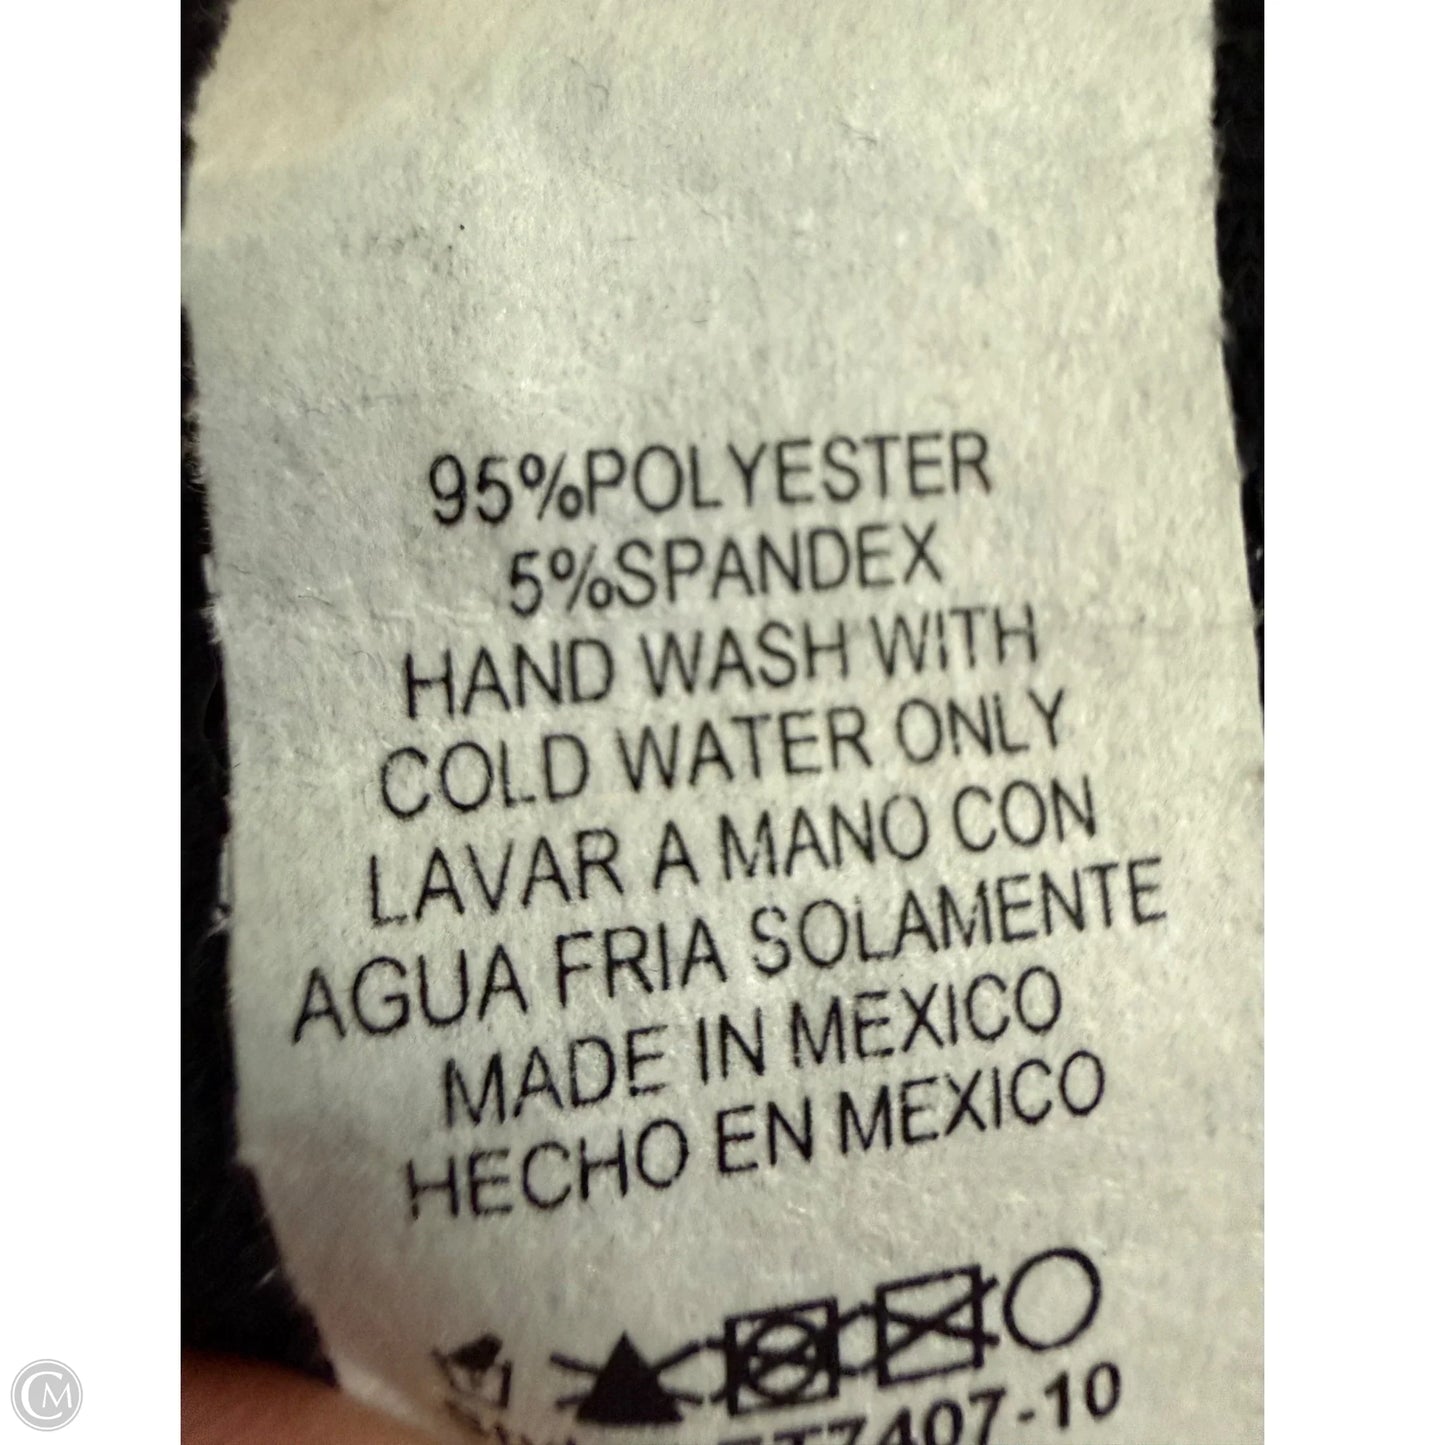 95%POLYESTER
5%SPANDEX
HAND WASH WITH
COLD WATER ONLY
LAVAR A MANO CON
AGUA FRIA SOLAMENTE
MADE IN MEXICO
HECHO EN MEXICO
CM